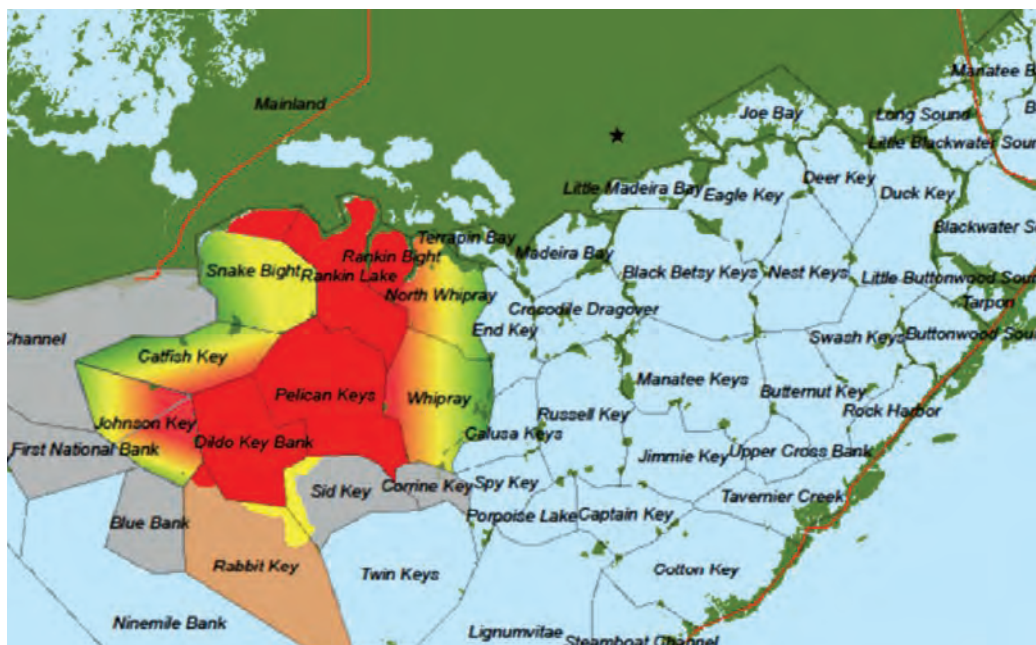 Mainland
Manatee B
Joe Bay
Long Sound
B
Little Blackwater Soun
Deer Key
Little Madeira Bay
Eagle Key
Duck Key
Terrapin Bay
Madeira Bay
Blackwater So
Rankin Bight
Snake Bight
Rankin Lake
Black Betsy Keys
Nest Keys
Little Buttonwood Soun
North Whipray
Tarpon
Crocodile Dragover
End Key
Channel
Swash Keys
Buttonwood Soun
Catfish Key
Manatee Keys
Butternut Key
Pelican Keys
Whipray
Rock Harbor
Russell Key
Johnson Key
Dildo Key Bank
Calusa Keys
First National Bank
Upper Cross Bank
Jimmie Key
Sid Key
Corrine Key
Spy Key
Tavernier Creek
Porpoise Lake
Captain Key
Blue Bank
Rabbit Key
Twin Keys
Cotton Key
Ninemile Bank
Lignumvitae
Steamboat Channel